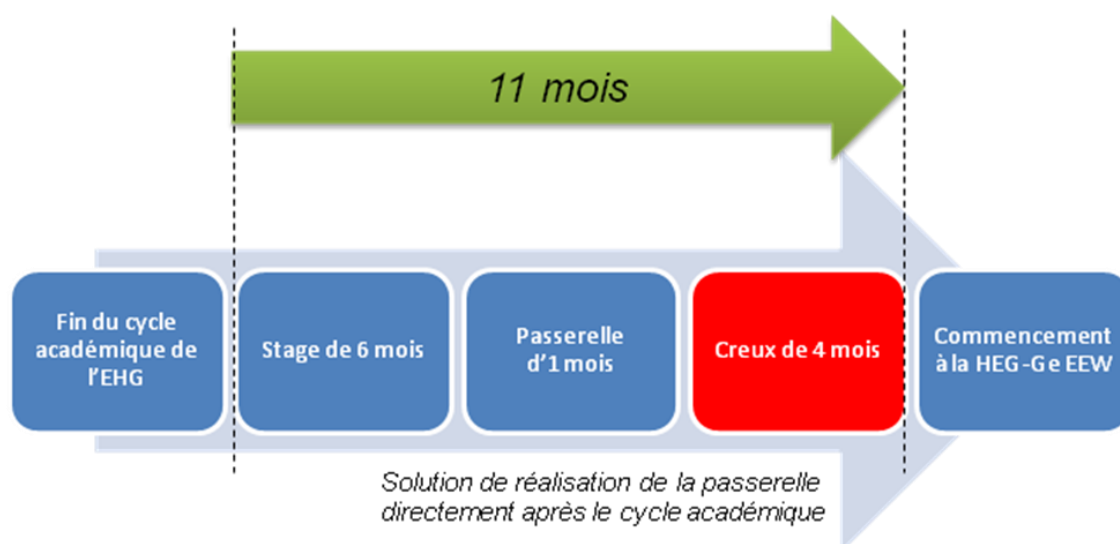 11 mois
Fin du cycle
académique de
l'EHG
Stage de 6 mois
Passerelle
d'1 mois
Creux de 4 mois
Commencement
à la HEG-Ge EEW
Solution de réalisation de la passerelle
directement après le cycle académique